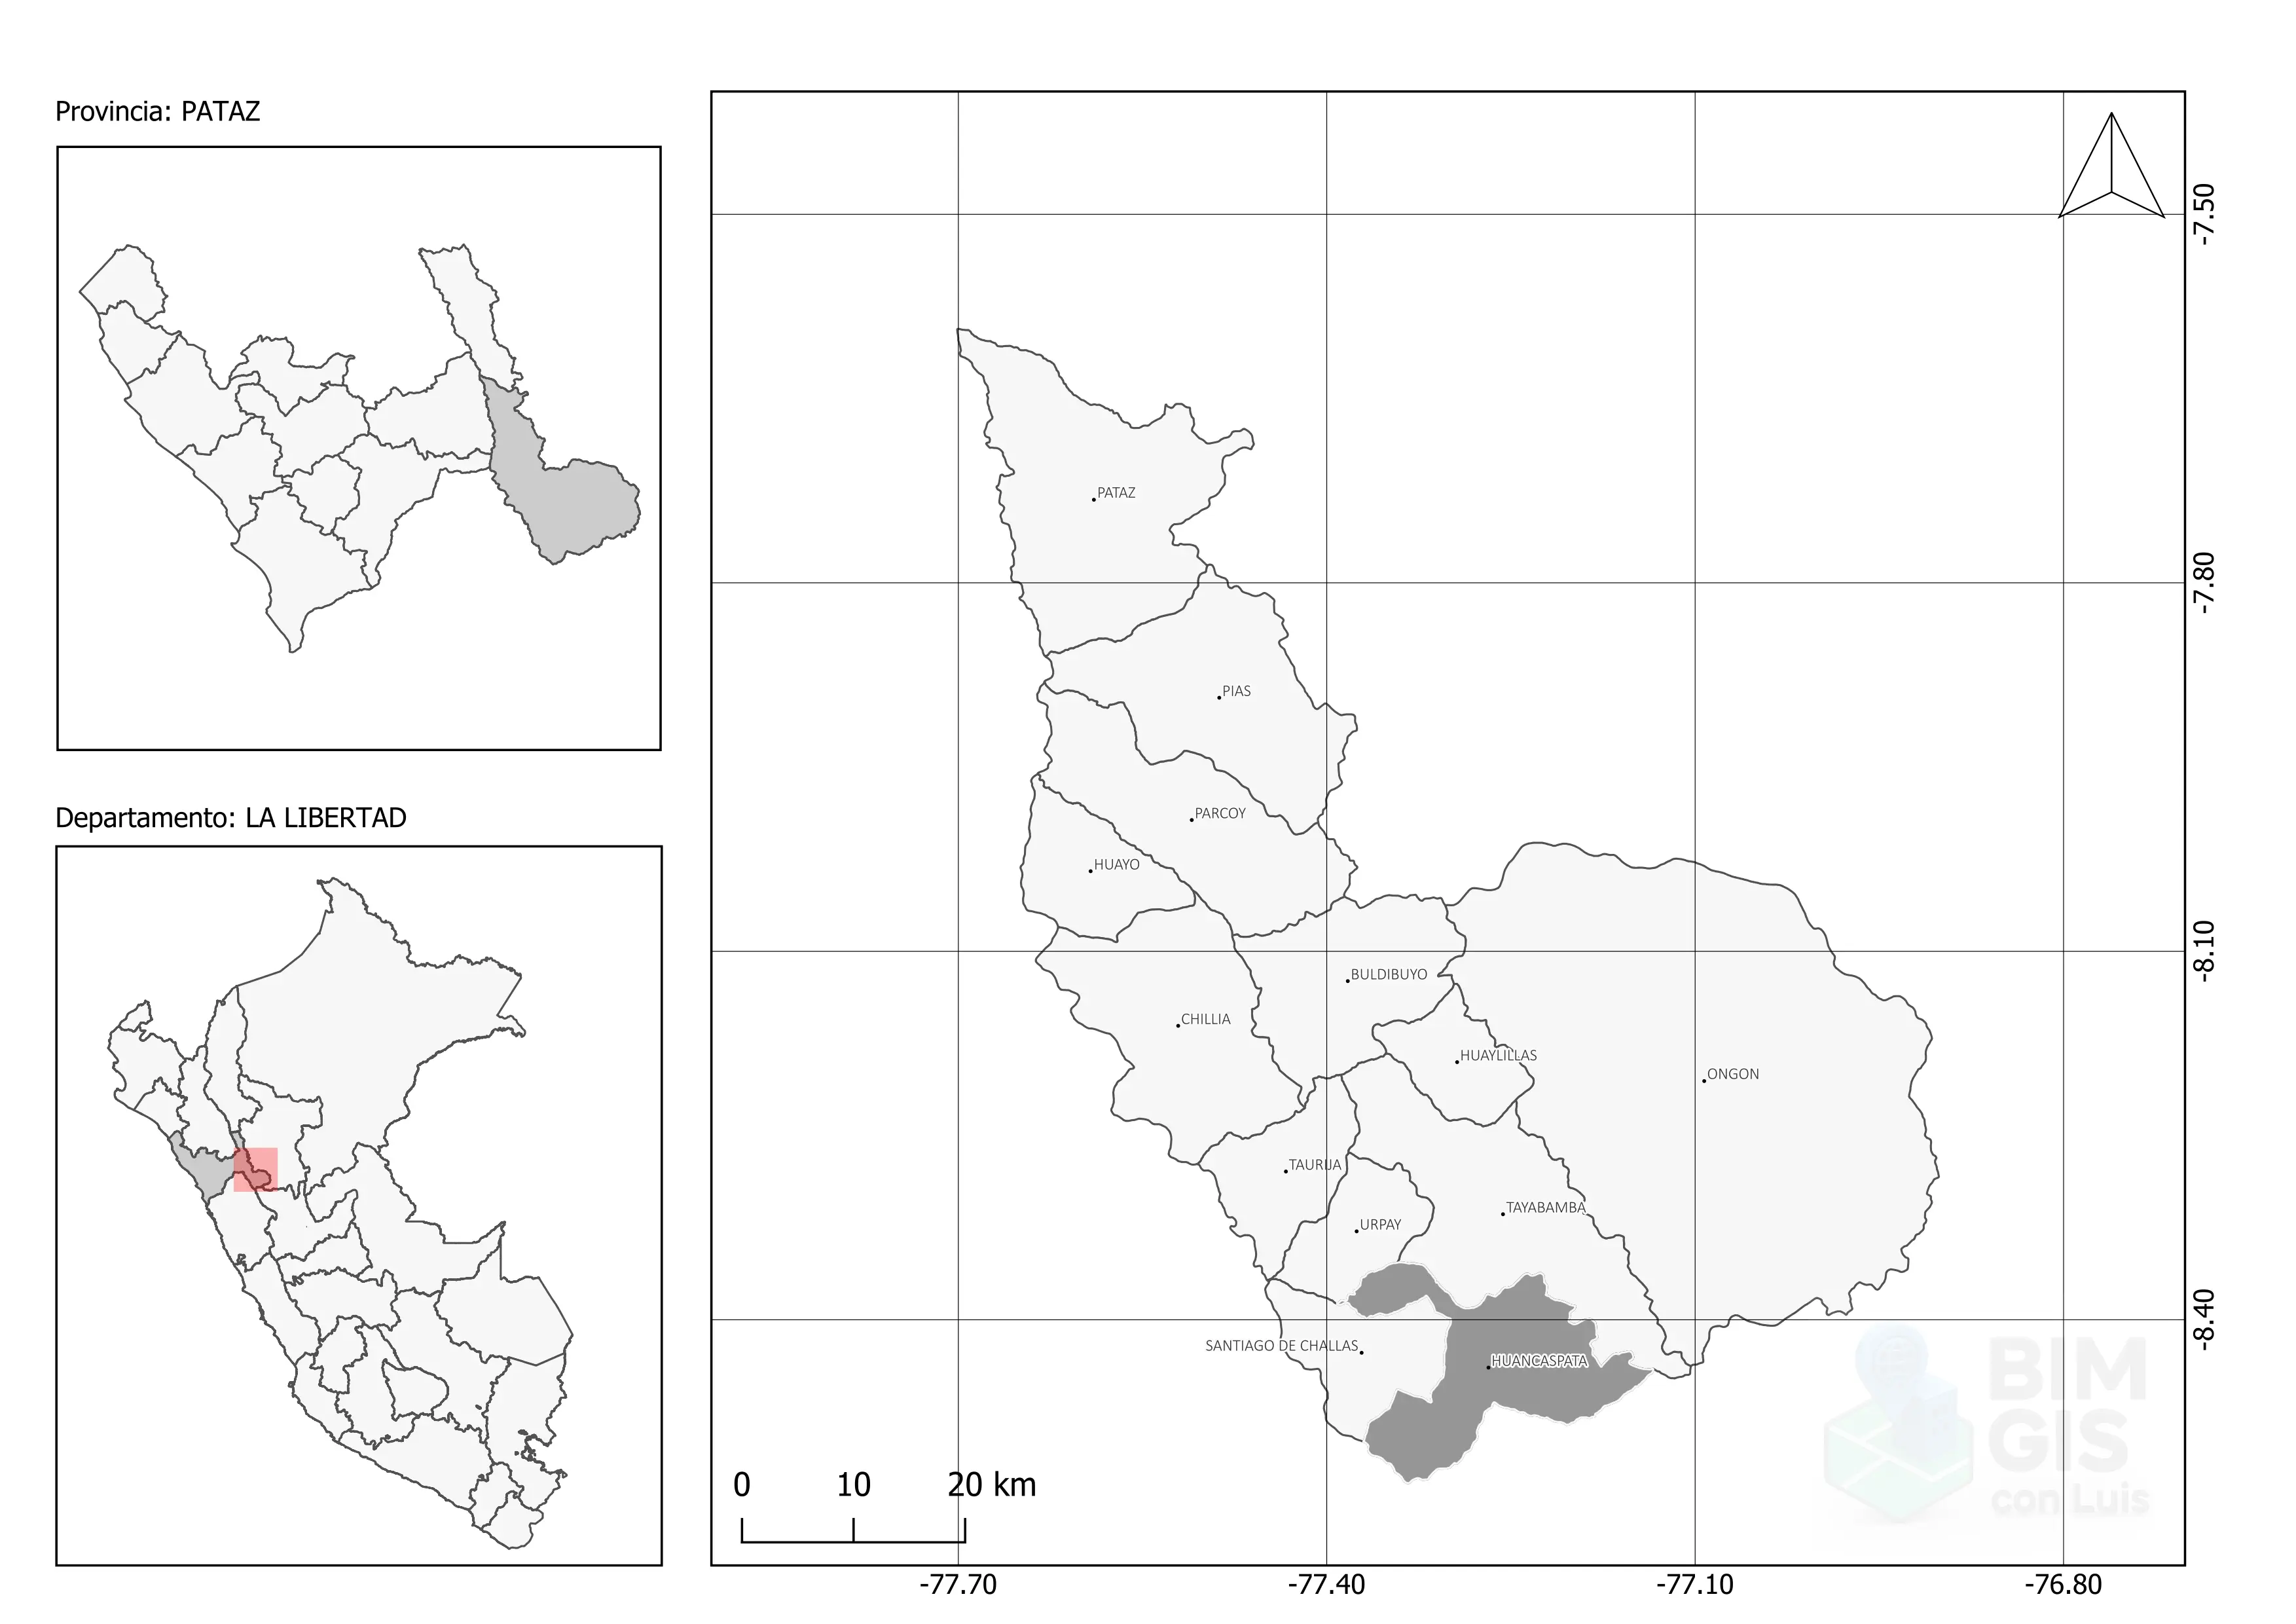 Provincia: PATAZ
Departamento: LA LIBERTAD
PATAZ
PIAS
PARCOY
HUAYO
BULDIBUYO
CHILLIA
HUAYLILLAS
ONGON
TAURIJA
TAYABAMBA
URPAY
SANTIAGO DE CHALLAS
HUANCASPATA
0 10 20 km
-7.50
-7.80
-8.10
-8.40
-77.70 -77.40 -77.10 -76.80
BIM
GIS
con Luis